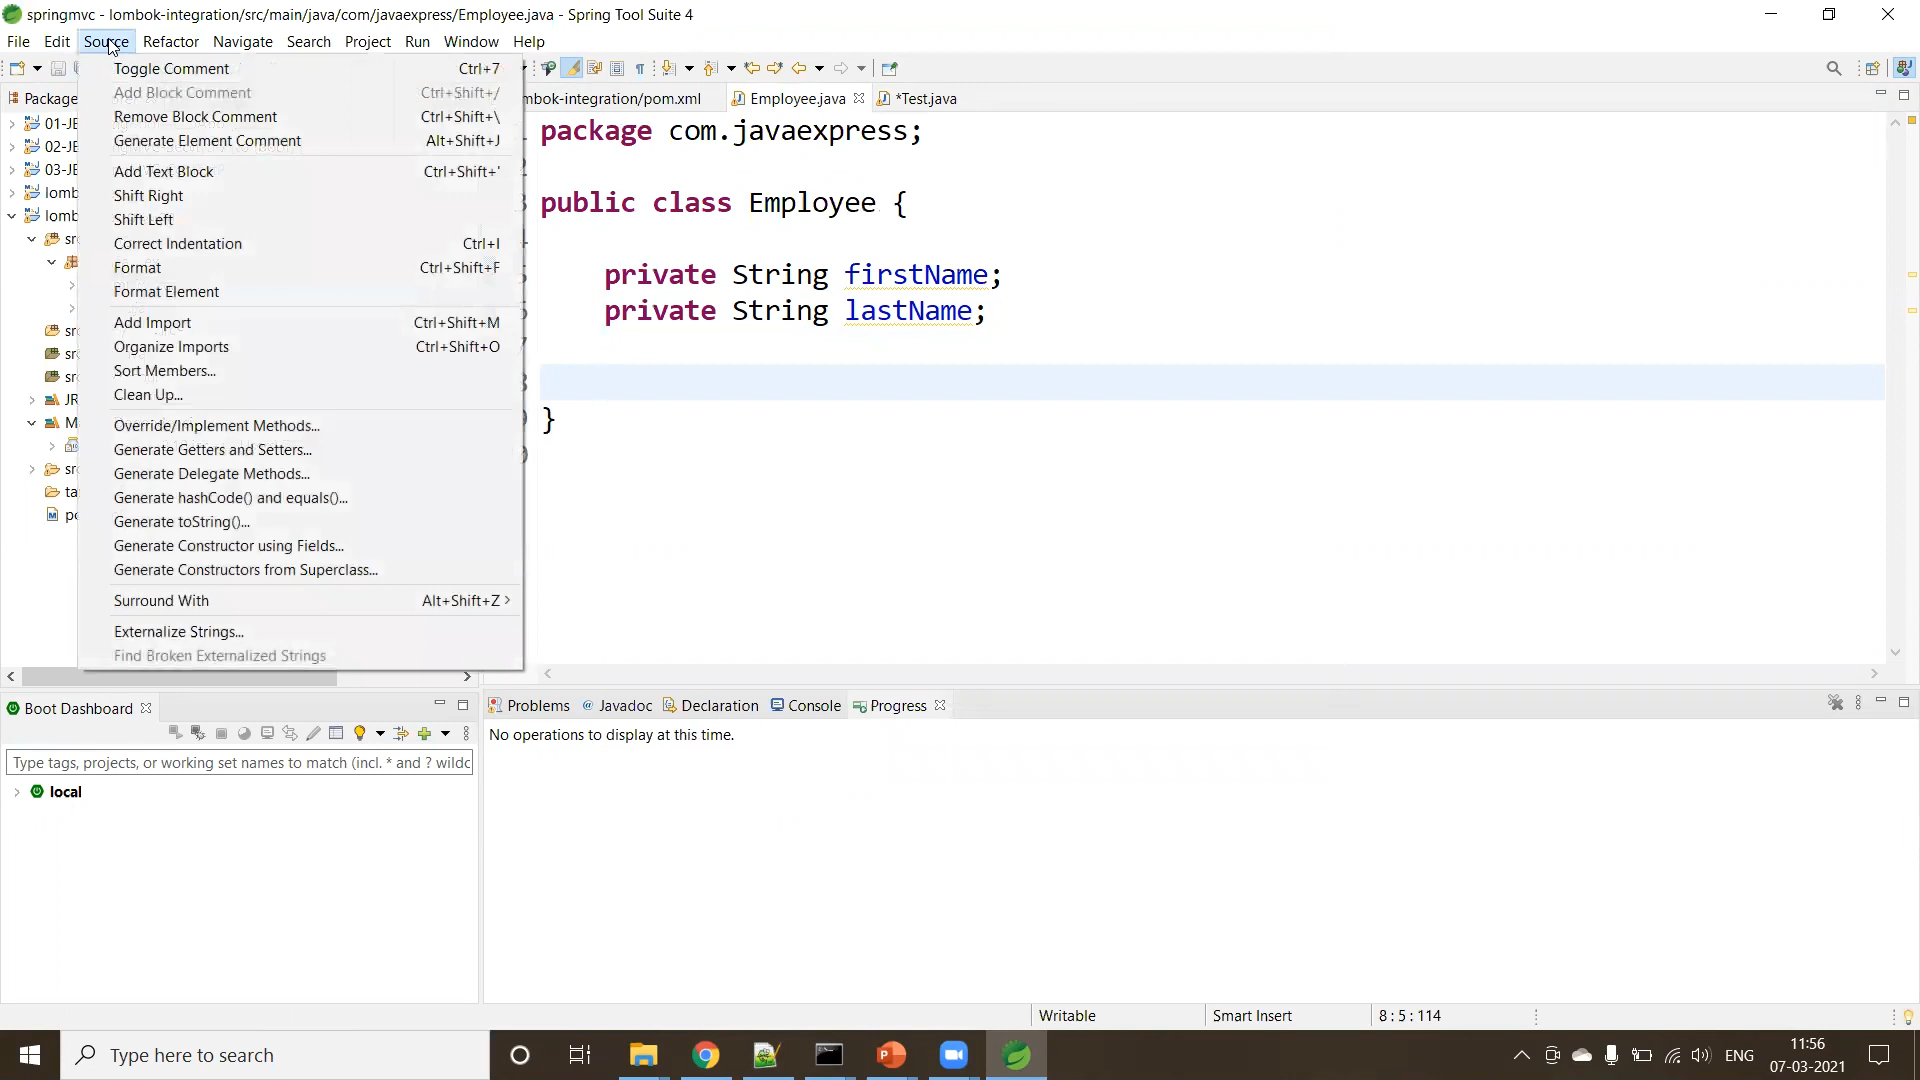 springmvc - lombok-integration/src/main/java/com/javaexpress/Employee.java - Spring Tool Suite 4
File Edit Source Refactor Navigate Search Project Run Window Help
Toggle Comment Ctrl+7
Add Block Comment Ctrl+Shift+/
Remove Block Comment Ctrl+Shift+\
Generate Element Comment Alt+Shift+J
Add Text Block Ctrl+Shift+'
Shift Right
Shift Left
Correct Indentation Ctrl+I
Format Ctrl+Shift+F
Format Element
Add Import Ctrl+Shift+M
Organize Imports Ctrl+Shift+O
Sort Members...
Clean Up...
Override/Implement Methods...
Generate Getters and Setters...
Generate Delegate Methods...
Generate hashCode() and equals()...
Generate toString()...
Generate Constructor using Fields...
Generate Constructors from Superclass...
Surround With Alt+Shift+Z
Externalize Strings...
Find Broken Externalized Strings
Package
01-JE
02-JE
03-JE
lomb
lomb
sr
sr
sr
sr
JR
M
sr
ta
po
mbok-integration/pom.xml Employee.java *Test.java
package com.javaexpress;
public class Employee {
private String firstName;
private String lastName;
}
Boot Dashboard
Type tags, projects, or working set names to match (incl. * and ? wildc
local
Problems Javadoc Declaration Console Progress
No operations to display at this time.
Writable Smart Insert 8 : 5 : 114
Type here to search
ENG
11:56
07-03-2021